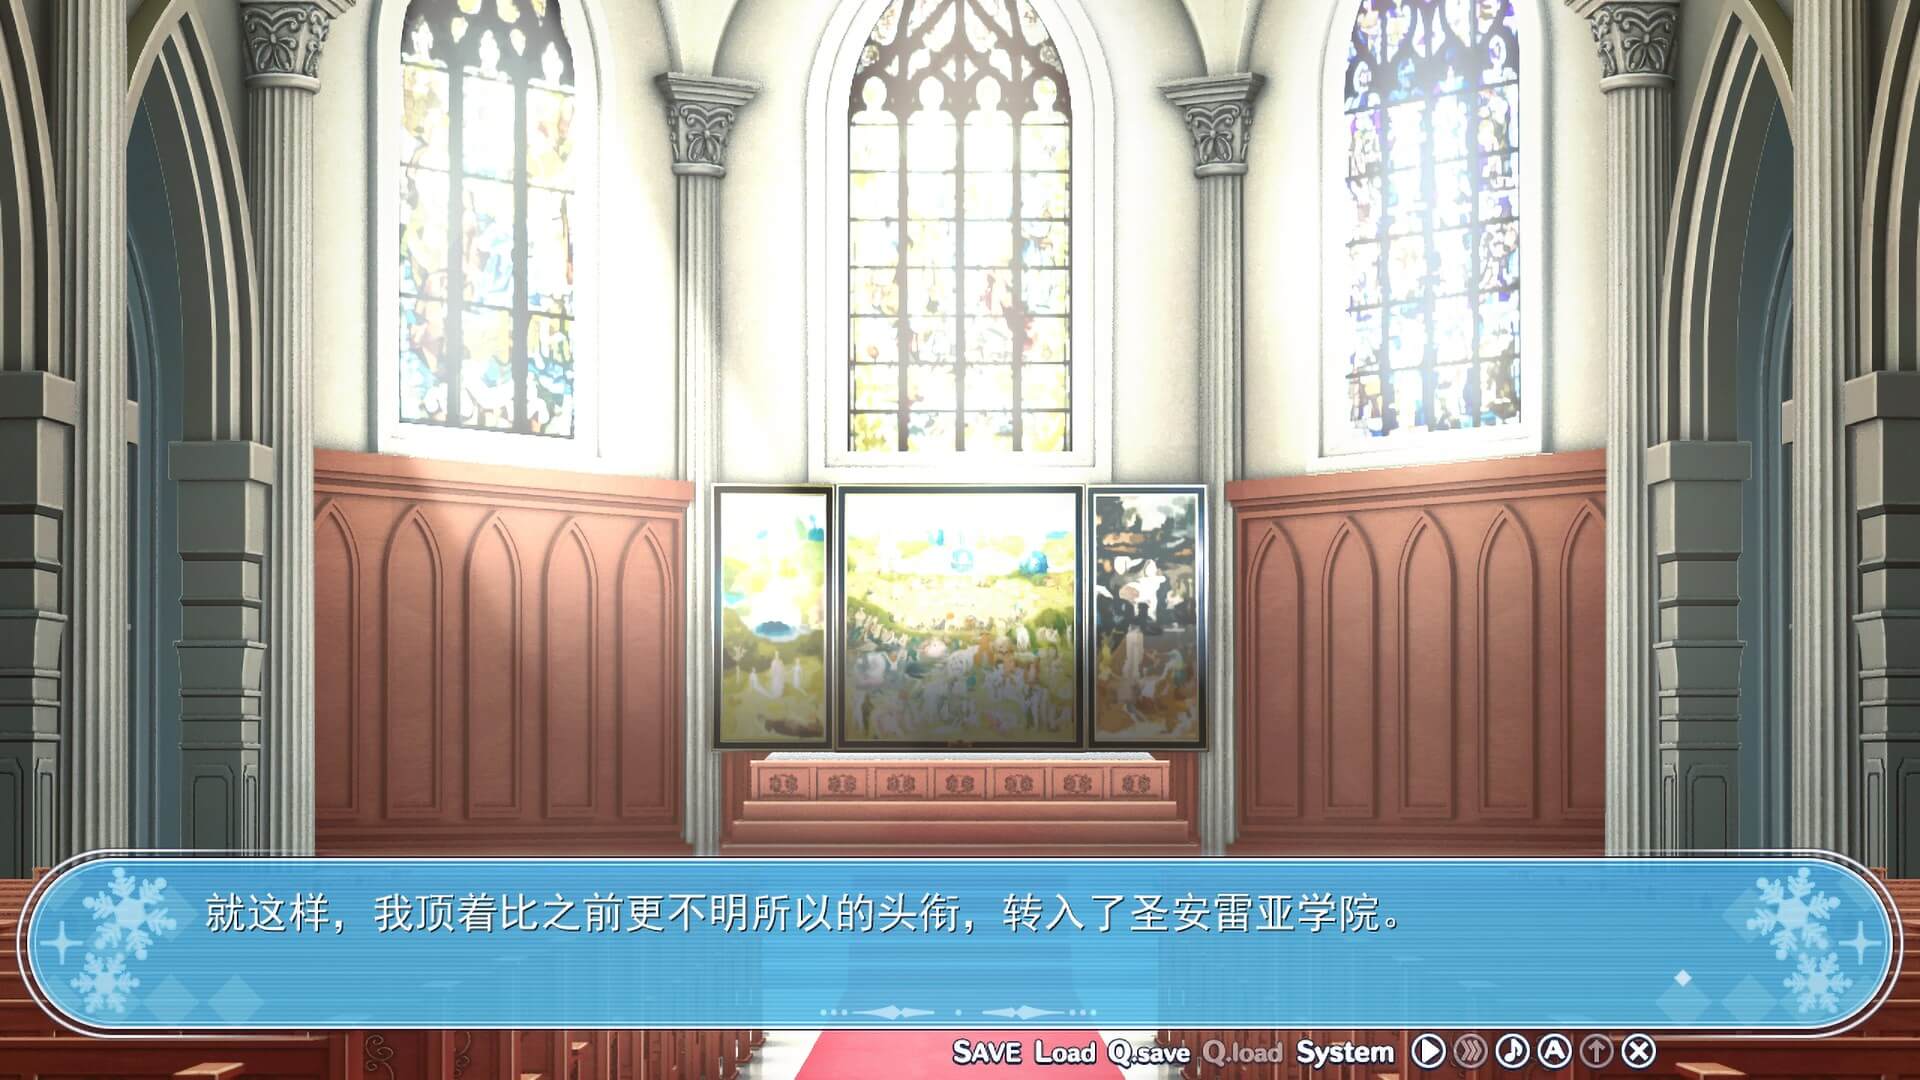 就这样，我顶着比之前更不明所以的头衔，转入了圣安雷亚学院。
SAVE Load Q.save Q.load System